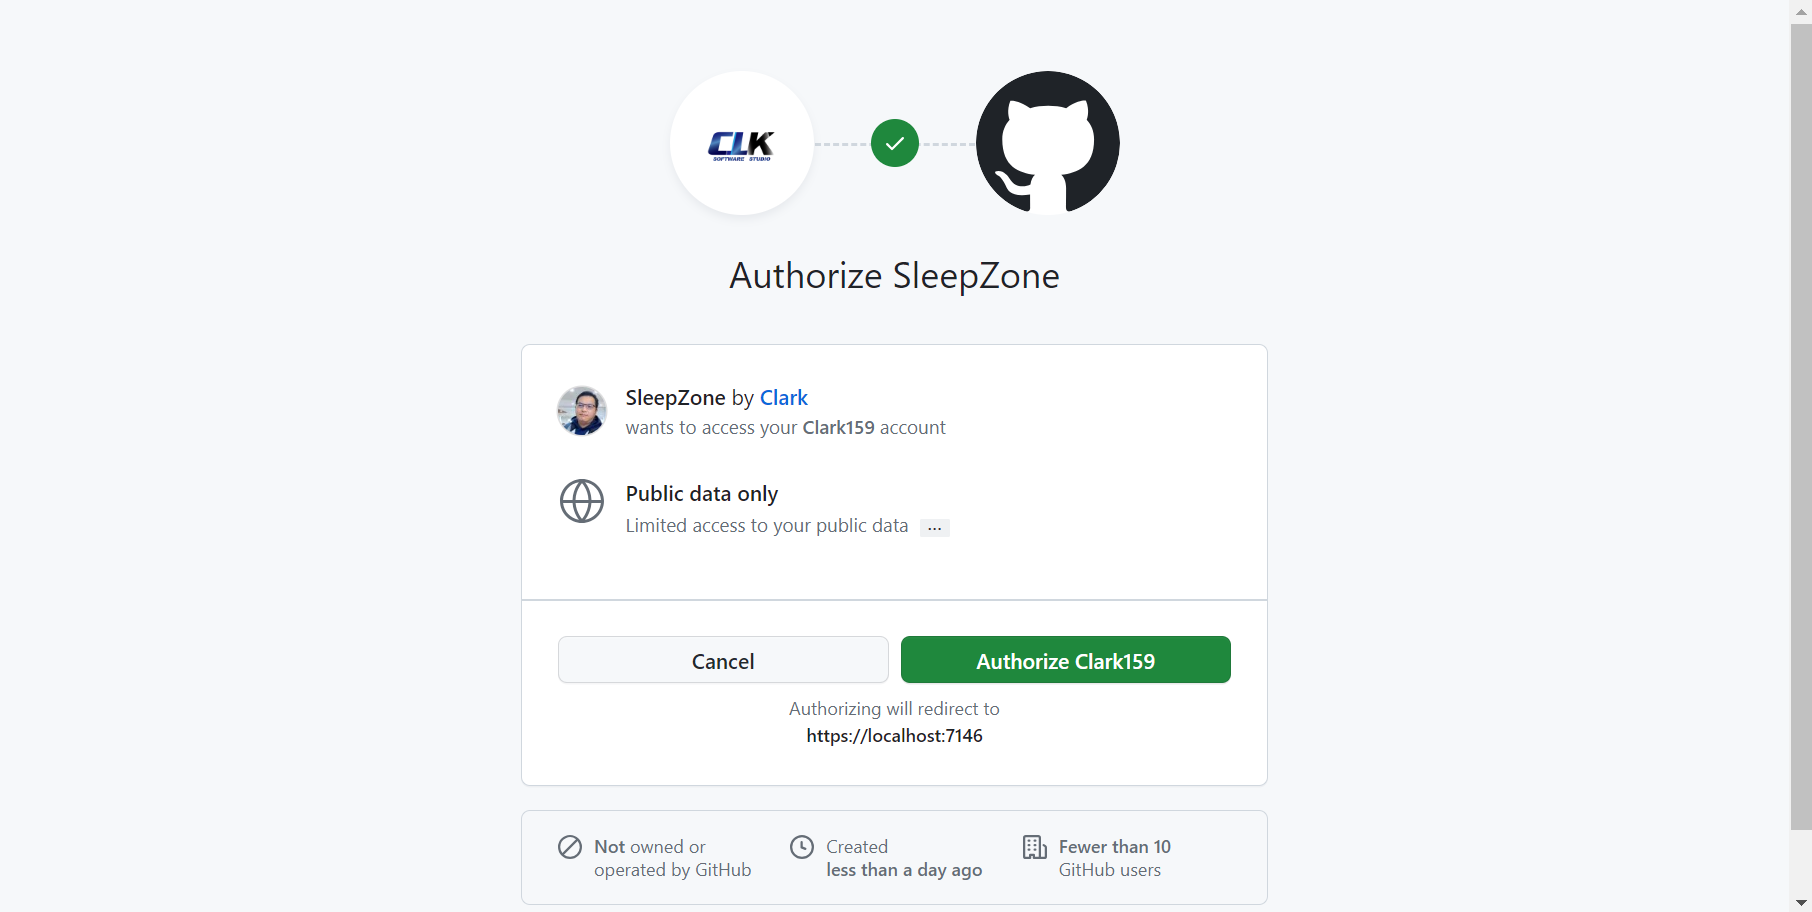 CLK
SOFTWARE STUDIO
Authorize SleepZone
SleepZone by Clark
wants to access your Clark159 account
Public data only
Limited access to your public data ...
Cancel
Authorize Clark159
Authorizing will redirect to
https://localhost:7146
Not owned or
operated by GitHub
Created
less than a day ago
Fewer than 10
GitHub users